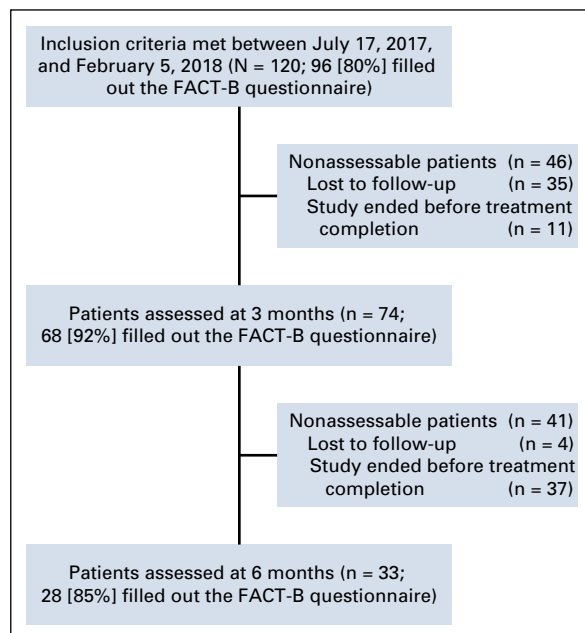 Inclusion criteria met between July 17, 2017,
and February 5, 2018 (N = 120; 96 [80%] filled
out the FACT-B questionnaire)
Nonassessable patients (n = 46)
Lost to follow-up (n = 35)
Study ended before treatment
completion (n = 11)
Patients assessed at 3 months (n = 74;
68 [92%] filled out the FACT-B questionnaire)
Nonassessable patients (n = 41)
Lost to follow-up (n = 4)
Study ended before treatment
completion (n = 37)
Patients assessed at 6 months (n = 33;
28 [85%] filled out the FACT-B questionnaire)